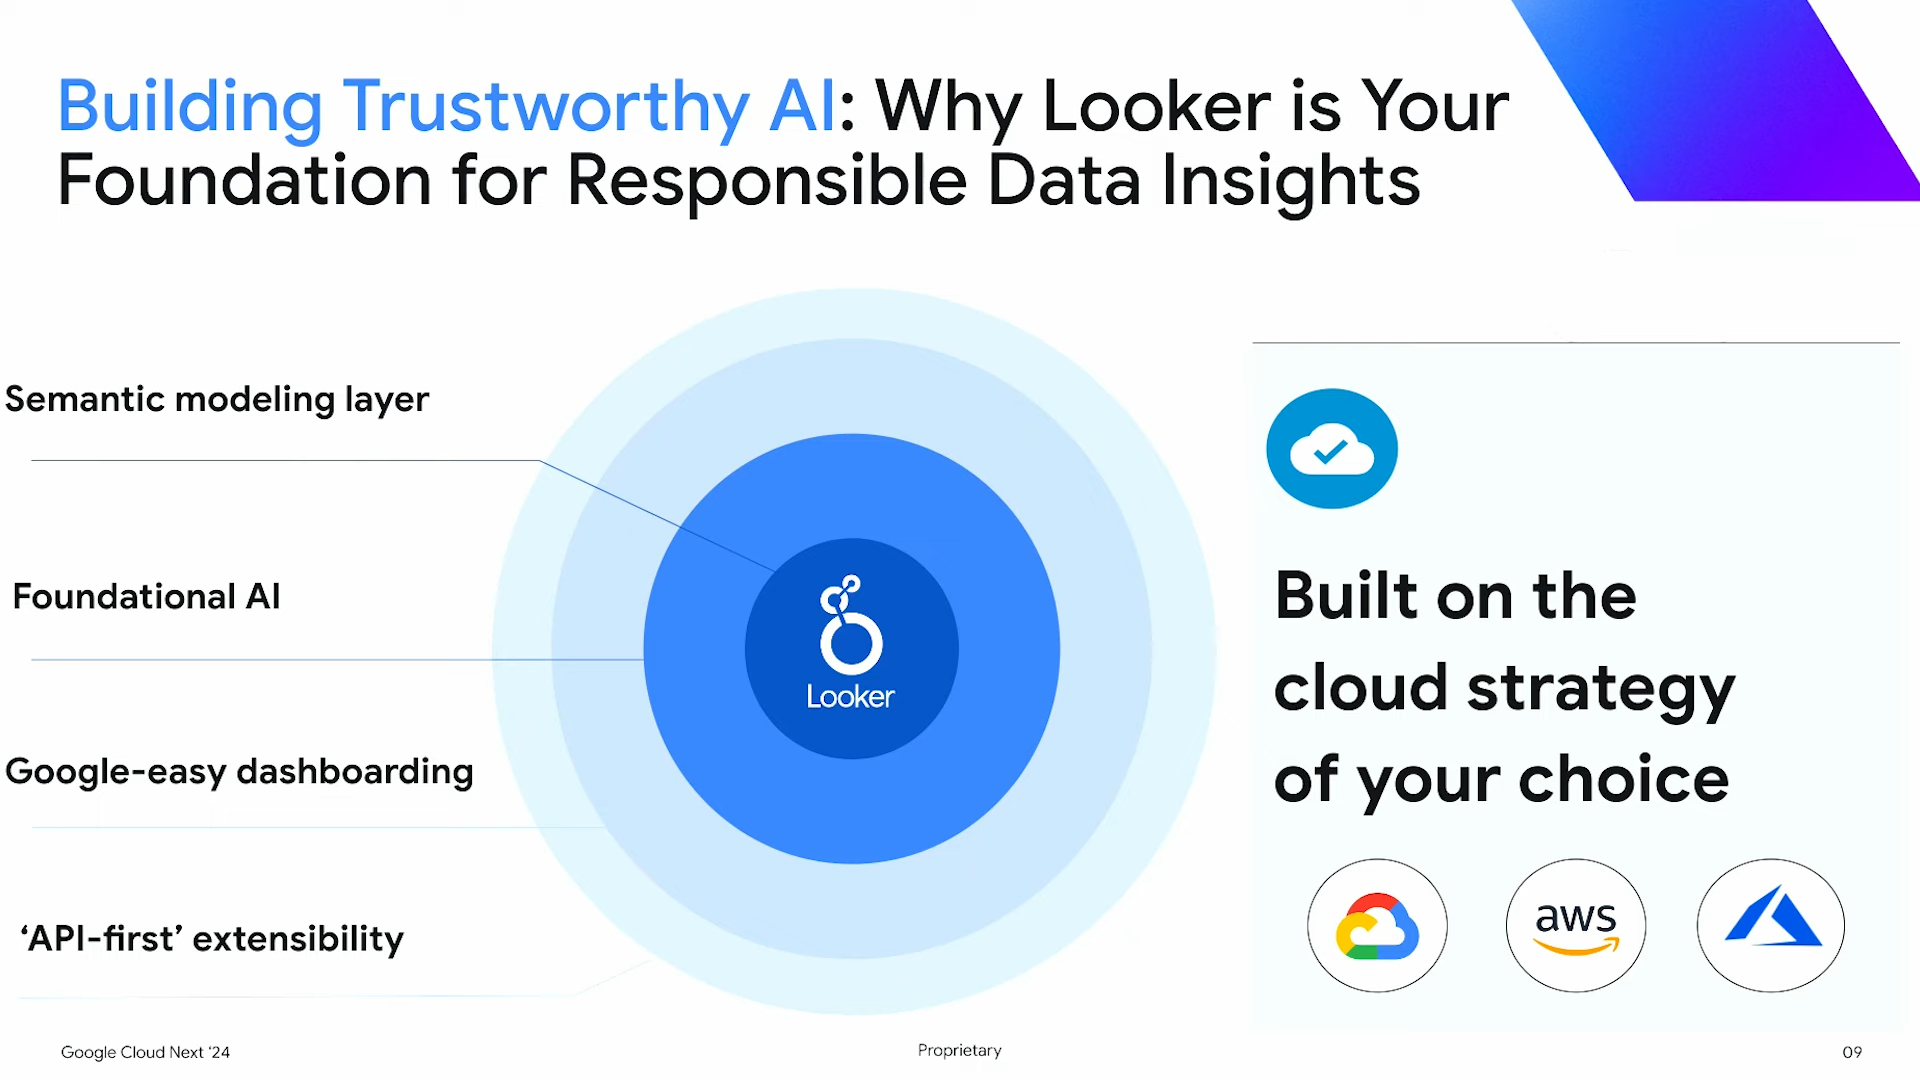 Building Trustworthy AI: Why Looker is Your
Foundation for Responsible Data Insights
Semantic modeling layer
Foundational AI
Google-easy dashboarding
‘API-first’ extensibility
Looker
Built on the
cloud strategy
of your choice
aws
Google Cloud Next ‘24
Proprietary
09